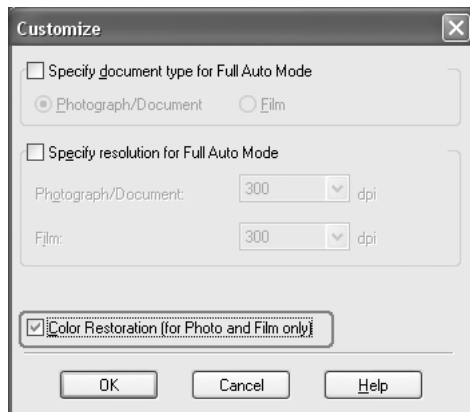 Customize
Specify document type for Full Auto Mode
Photograph/Document Film
Specify resolution for Full Auto Mode
Photograph/Document: 300 dpi
Film: 300 dpi
Color Restoration (for Photo and Film only)
OK Cancel Help